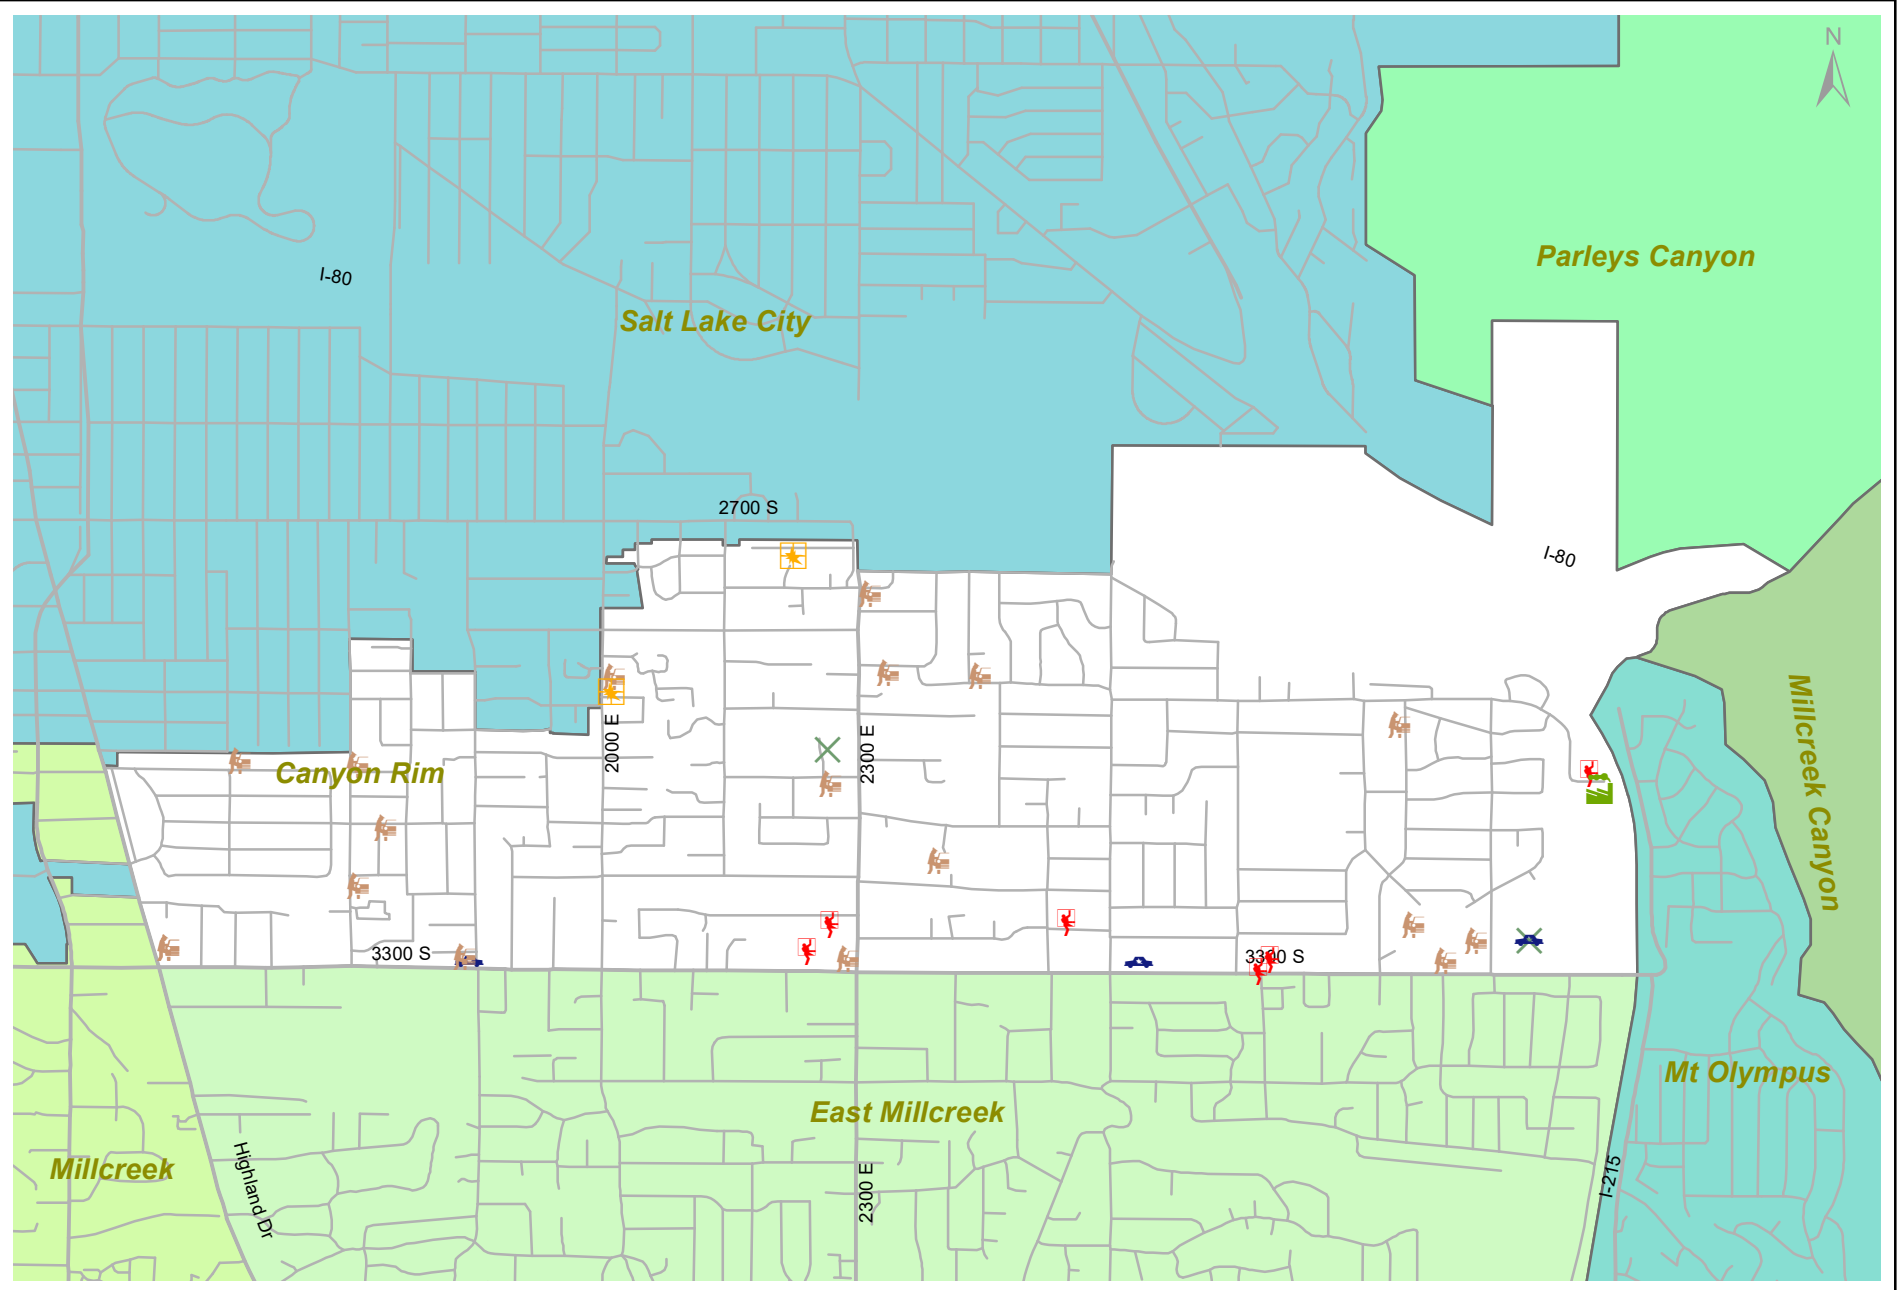 N
Parleys Canyon
I-80
Salt Lake City
2700 S
I-80
2000 E
2300 E
Canyon Rim
Millcreek Canyon
3300 S
3300 S
Mt Olympus
East Millcreek
Millcreek
Highland Dr
2300 E
I-215